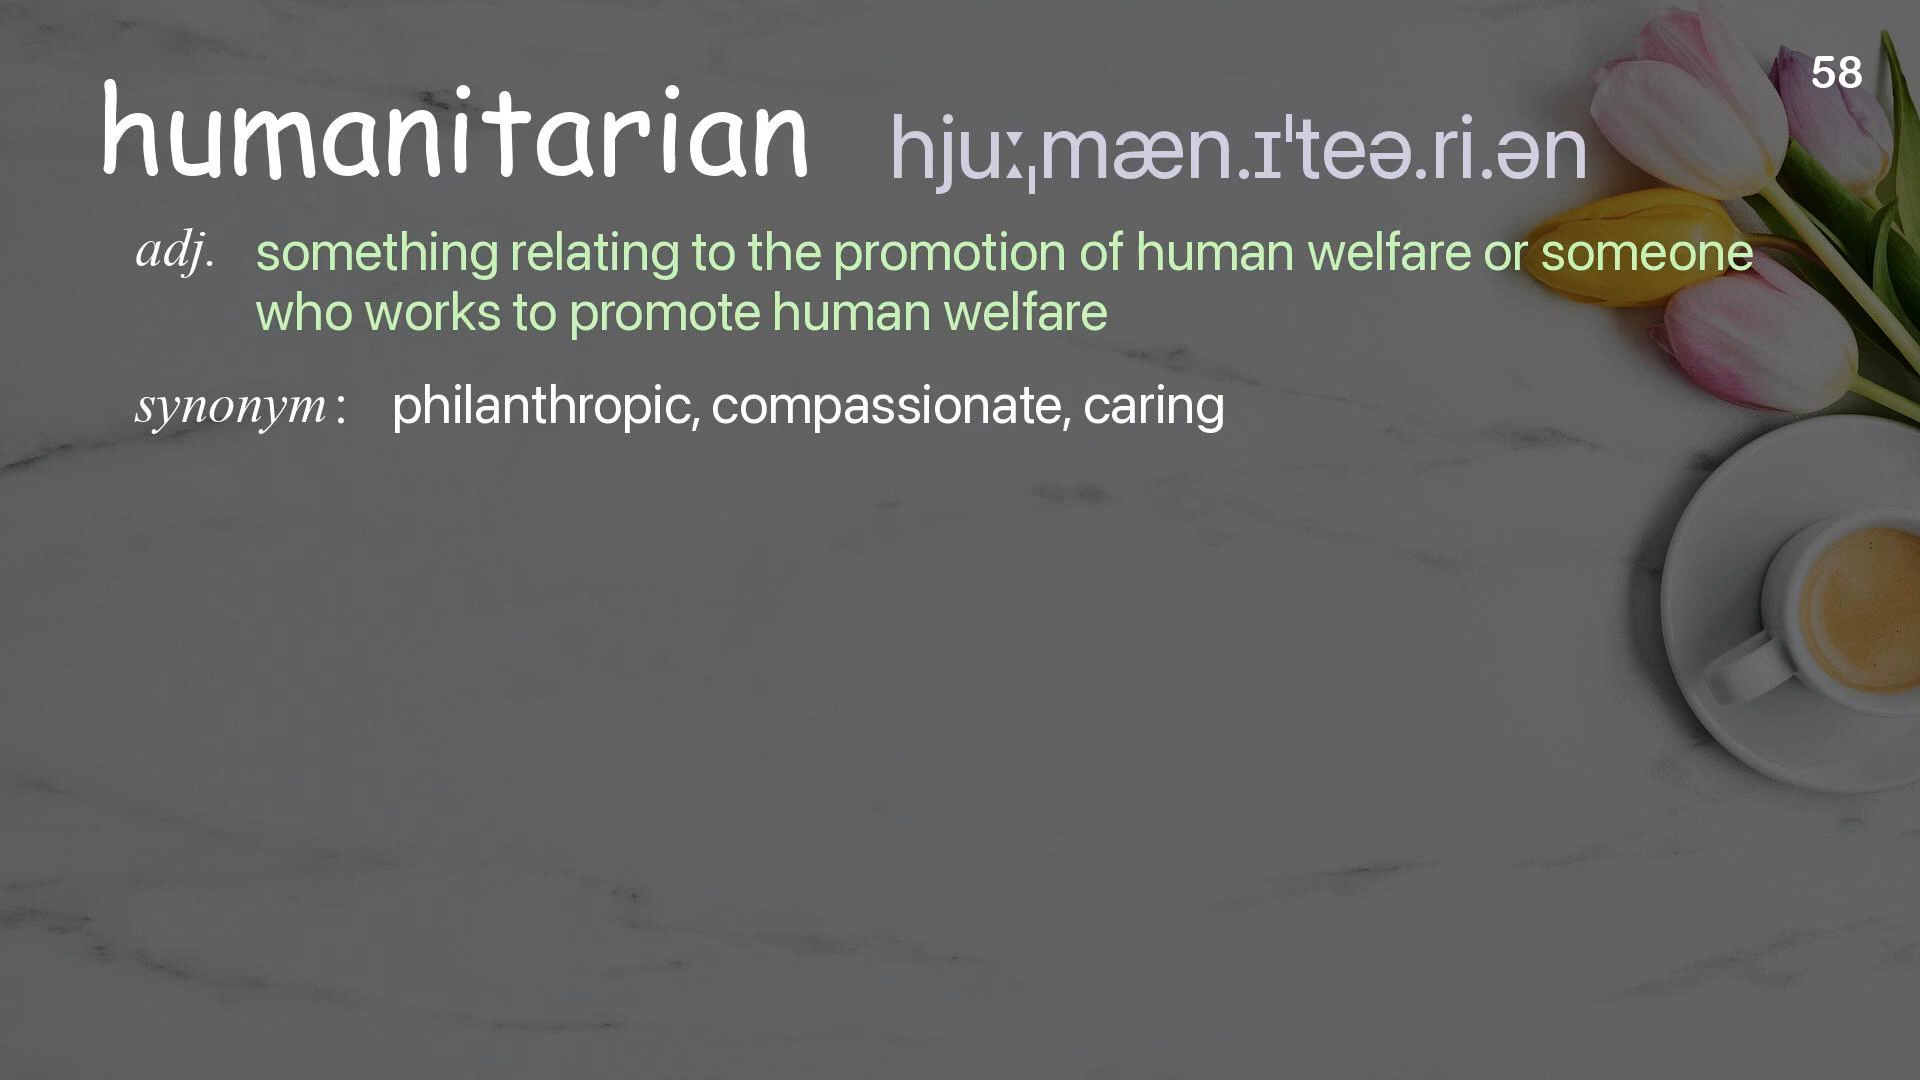 58
humanitarian hjuːˌmæn.ɪˈteə.ri.ən
adj. something relating to the promotion of human welfare or someone
who works to promote human welfare
synonym: philanthropic, compassionate, caring